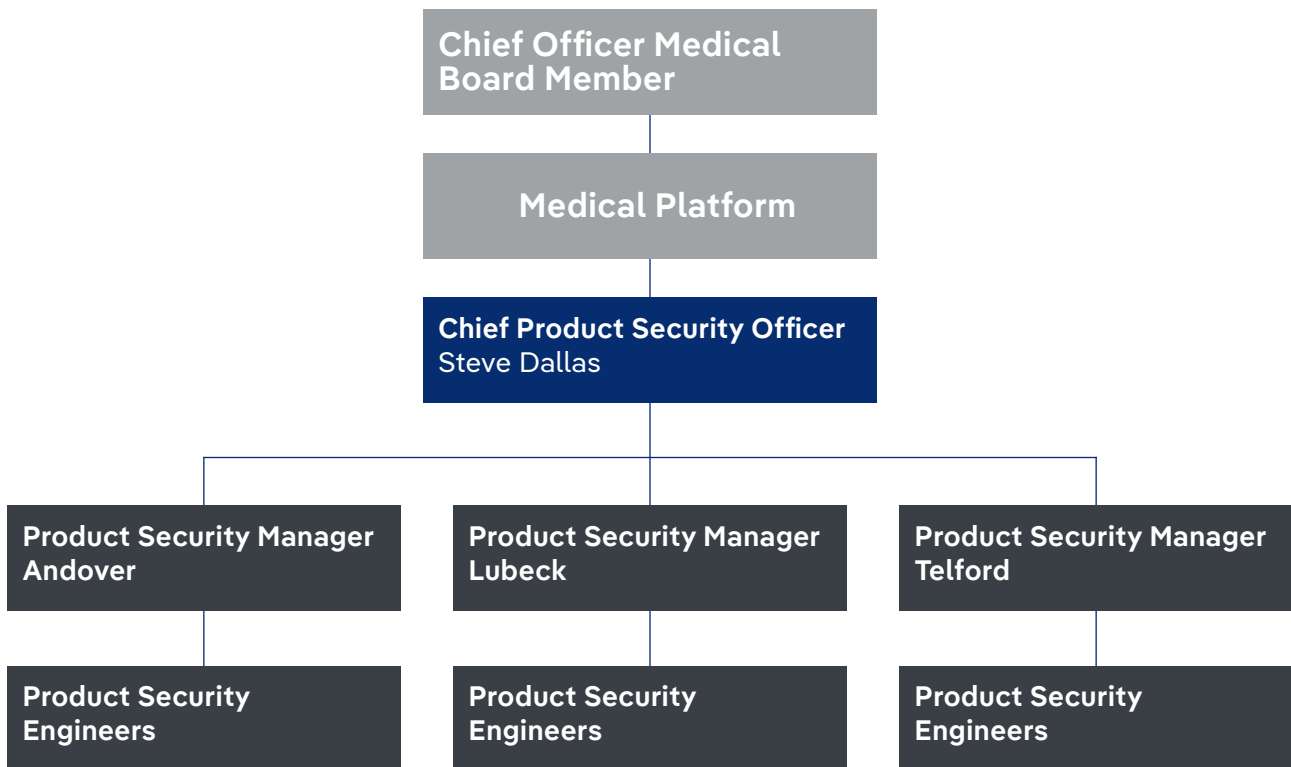 Chief Officer Medical
Board Member
Medical Platform
Chief Product Security Officer
Steve Dallas
Product Security Manager
Andover
Product Security Manager
Lubeck
Product Security Manager
Telford
Product Security
Engineers
Product Security
Engineers
Product Security
Engineers